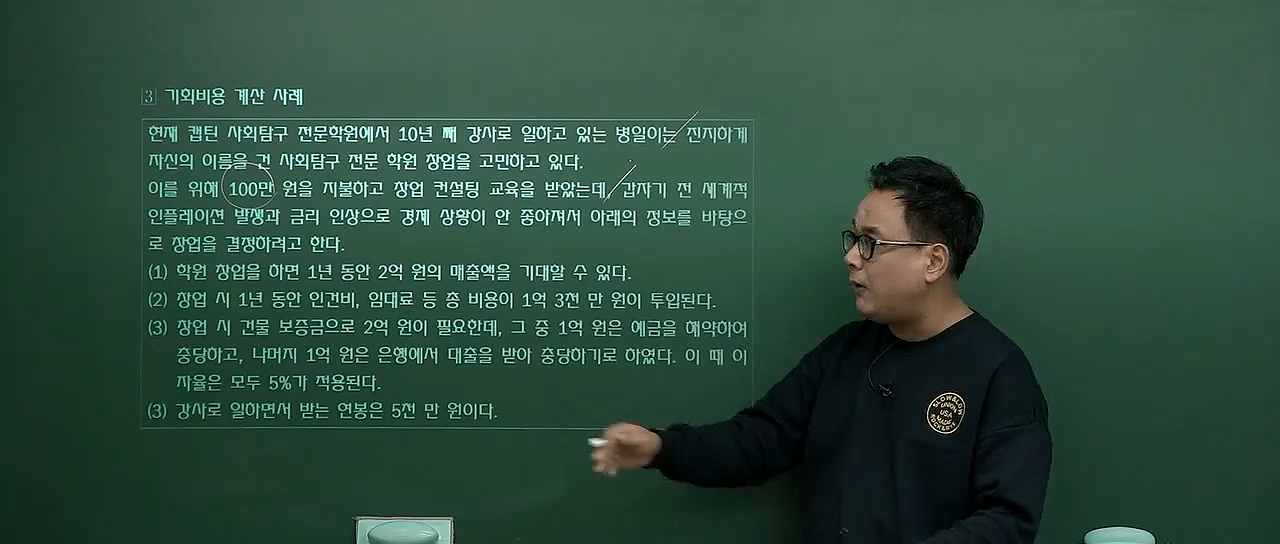 3 기회비용 계산 사례
현재 캡틴 사회탐구 전문학원에서 10년 째 강사로 일하고 있는 병일이는 진지하게
자신의 이름을 건 사회탐구 전문 학원 창업을 고민하고 있다.
이를 위해 100만 원을 지불하고 창업 컨설팅 교육을 받았는데, 갑자기 전 세계적
인플레이션 발생과 금리 인상으로 경제 상황이 안 좋아져서 아래의 정보를 바탕으
로 창업을 결정하려고 한다.
(1) 학원 창업을 하면 1년 동안 2억 원의 매출액을 기대할 수 있다.
(2) 창업 시 1년 동안 인건비, 임대료 등 총 비용이 1억 3천 만 원이 투입된다.
(3) 창업 시 건물 보증금으로 2억 원이 필요한데, 그 중 1억 원은 예금을 해약하여
충당하고, 나머지 1억 원은 은행에서 대출을 받아 충당하기로 하였다. 이 때 이
자율은 모두 5%가 적용된다.
(3) 강사로 일하면서 받는 연봉은 5천 만 원이다.
SLOW&LOW
UNION
USA